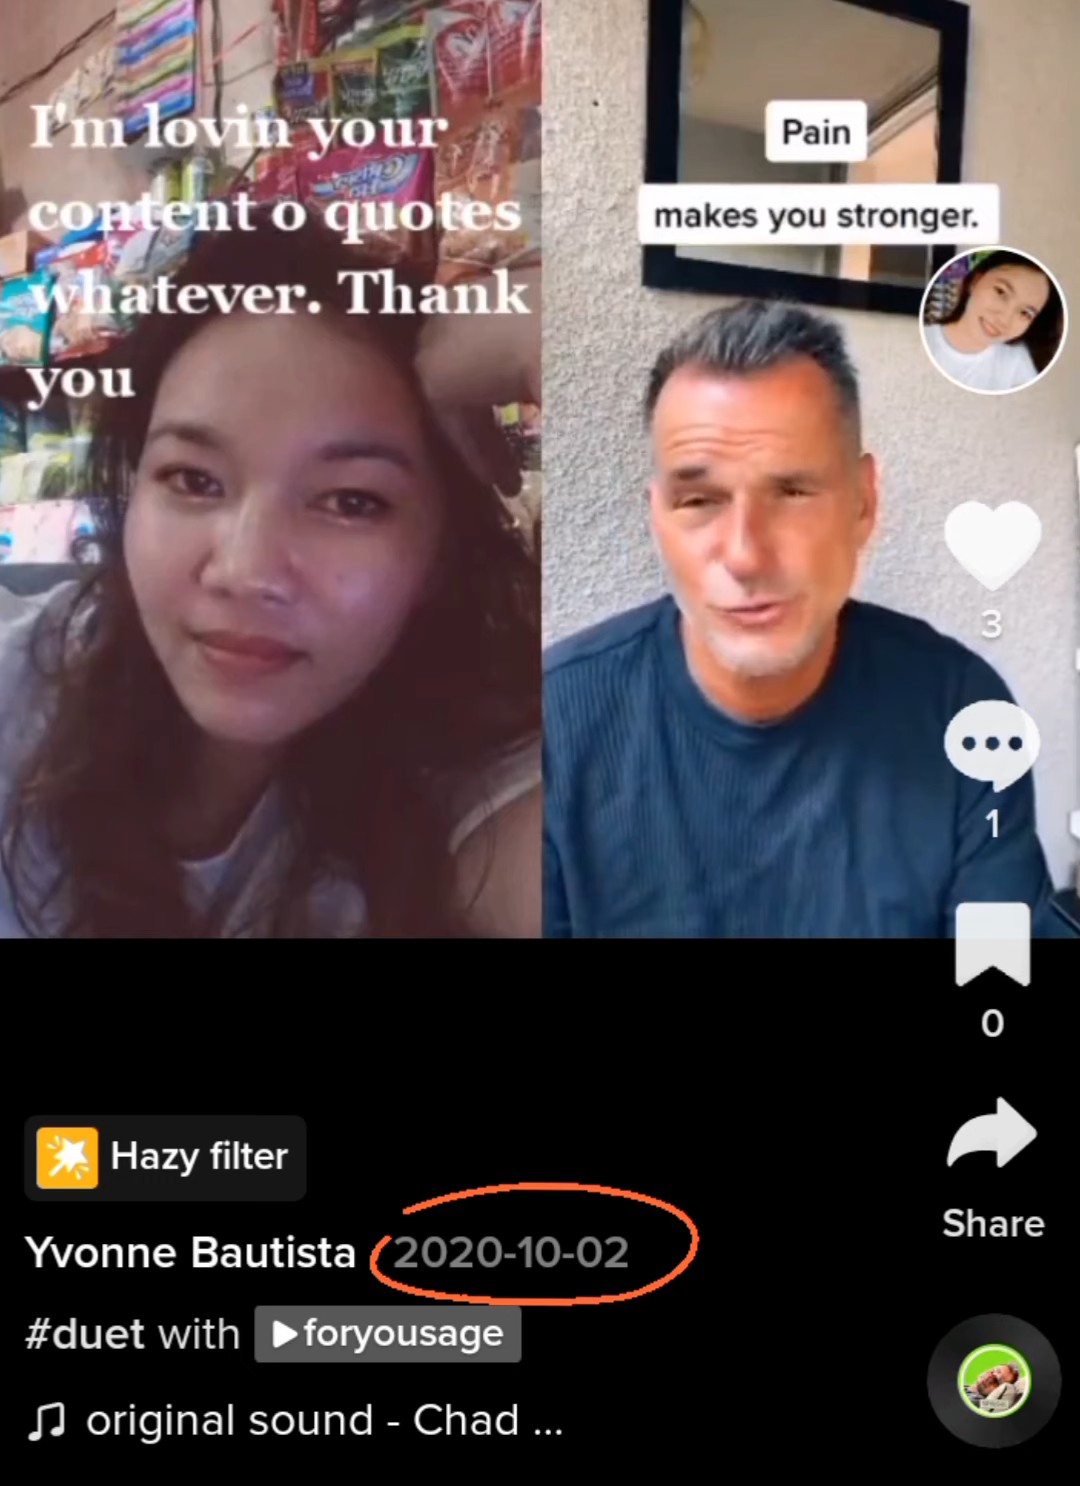 I'm lovin your
content o quotes
whatever. Thank
you
Pain
makes you stronger.
3
1
0
Share
Hazy filter
Yvonne Bautista 2020-10-02
#duet with foryousage
original sound - Chad ...